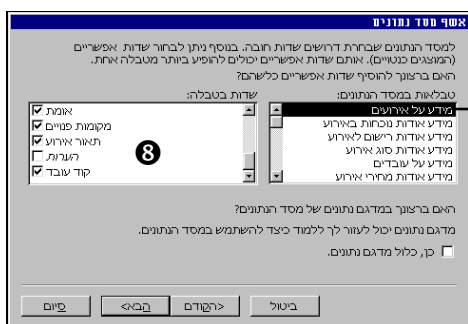 אשף מסד נתונים
למסד הנתונים שבחרת דרושים שדות חובה. בנוסף ניתן לבחור שדות אפשריים
(המוצגים כנטויים). אותם שדות אפשריים יכולים להופיע ביותר מטבלה אחת.
האם ברצונך להוסיף שדות אפשריים כלשהם?
טבלאות במסד הנתונים:
מידע על אירועים
מידע אודות נוכחות באירוע
מידע אודות רישום לאירוע
מידע אודות סוג אירוע
מידע על עובדים
מידע אודות מחירי אירוע
שדות בטבלה:
אומת
מקומות פנויים
תאור אירוע
הערות
קוד עובד
8
האם ברצונך במדגם נתונים של מסד הנתונים?
מדגם נתונים יכול לעזור לך ללמוד כיצד להשתמש במסד הנתונים.
כן, כלול מדגם נתונים.
ביטול
<הקודם
הבא>
סיום